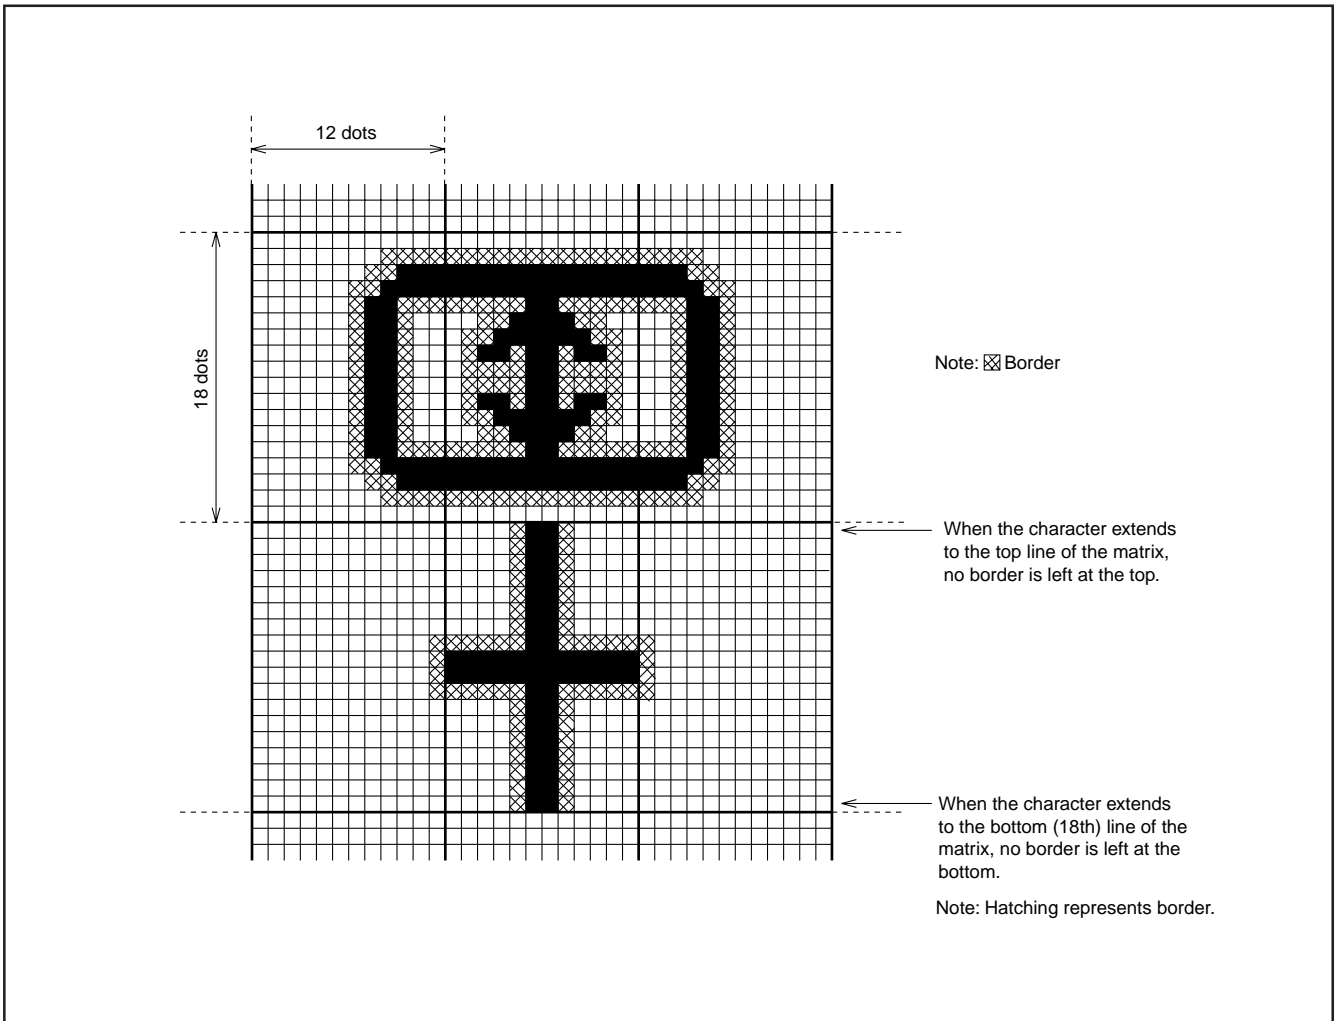 12 dots
18 dots
Note: Border
When the character extends
to the top line of the matrix,
no border is left at the top.
When the character extends
to the bottom (18th) line of the
matrix, no border is left at the
bottom.
Note: Hatching represents border.